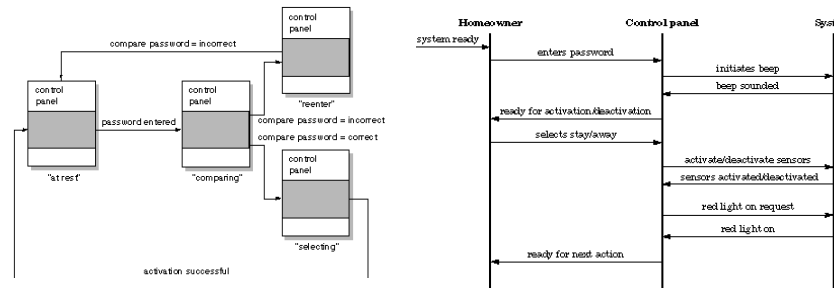 control
panel
compare password = incorrect
"reenter"
control
panel
"at rest"
password entered
control
panel
"comparing"
compare password = incorrect
compare password = correct
control
panel
"selecting"
activation successful
Homeowner
Control panel
Syst
system ready
enters password
initiates beep
beep sounded
ready for activation/deactivation
selects stay/away
activate/deactivate sensors
sensors activated/deactivated
red light on request
red light on
ready for next action